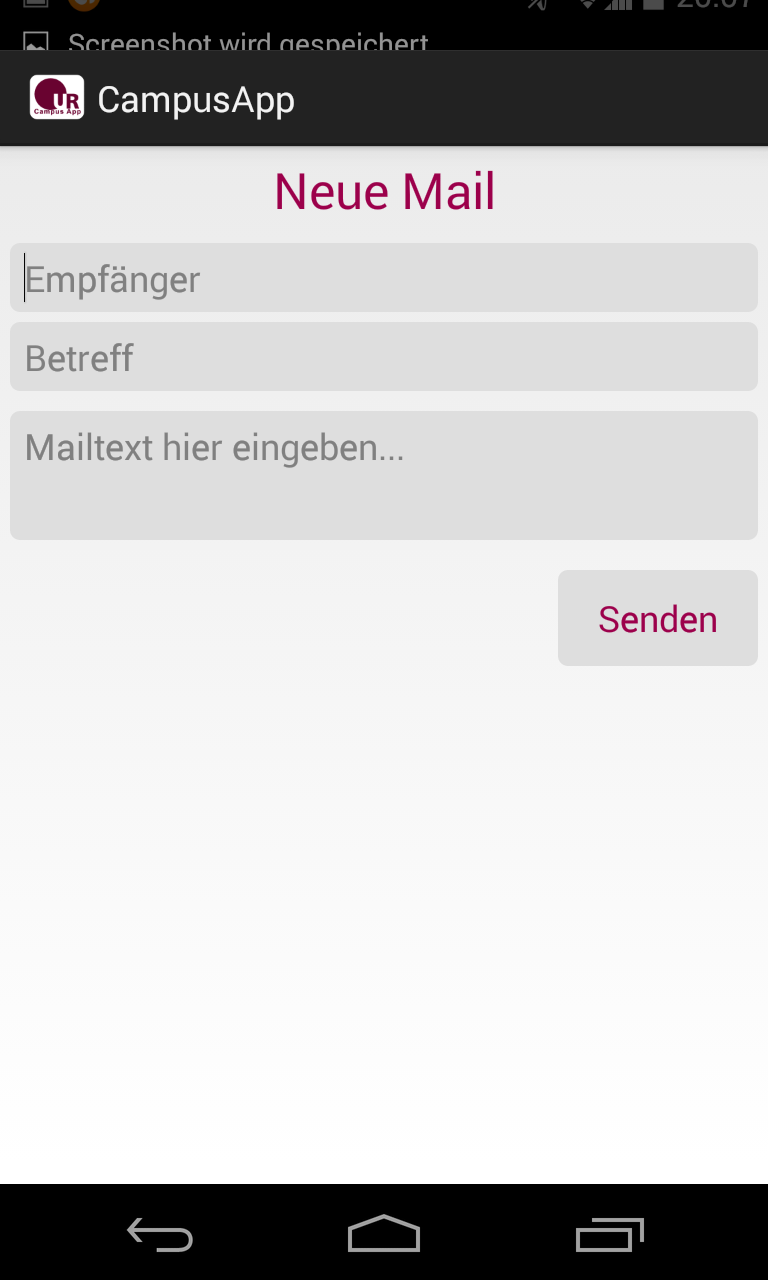 Screenshot wird gespeichert
UR
Campus App
CampusApp
Neue Mail
Empfänger
Betreff
Mailtext hier eingeben...
Senden